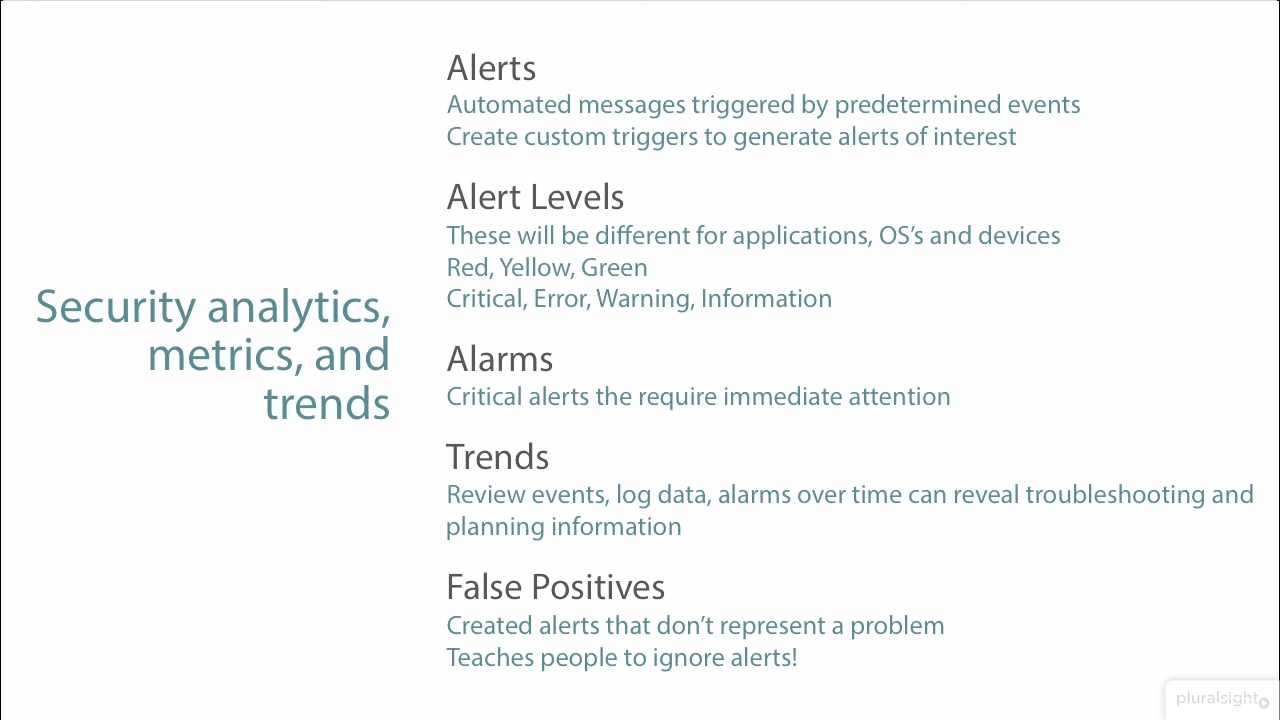 Security analytics,
metrics, and
trends
Alerts
Automated messages triggered by predetermined events
Create custom triggers to generate alerts of interest
Alert Levels
These will be different for applications, OS’s and devices
Red, Yellow, Green
Critical, Error, Warning, Information
Alarms
Critical alerts the require immediate attention
Trends
Review events, log data, alarms over time can reveal troubleshooting and
planning information
False Positives
Created alerts that don’t represent a problem
Teaches people to ignore alerts!
pluralsight